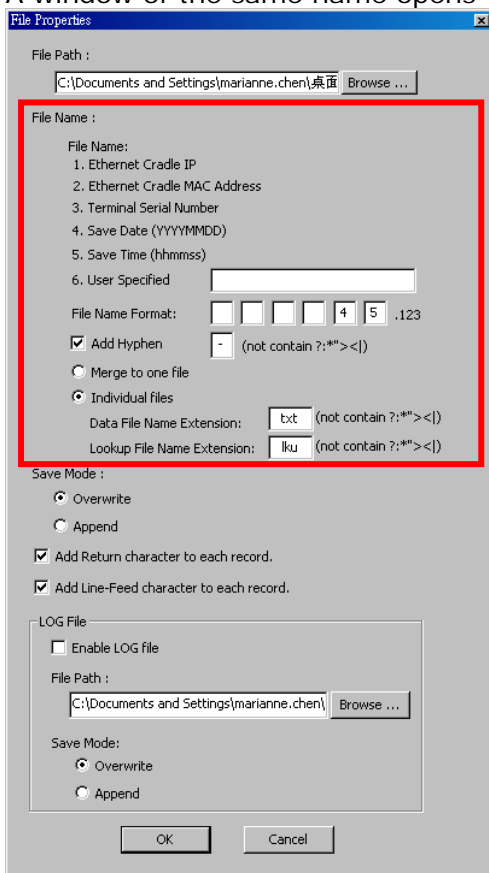 A window of the same name opens
File Properties
File Path :
C:\Documents and Settings\marianne.chen\桌面 Browse ...
File Name :
File Name:
1. Ethernet Cradle IP
2. Ethernet Cradle MAC Address
3. Terminal Serial Number
4. Save Date (YYYYMMDD)
5. Save Time (hhmmss)
6. User Specified
File Name Format: 4 5 .123
Add Hyphen - (not contain ?:*"><|)
Merge to one file
Individual files
Data File Name Extension: txt (not contain ?:*"><|)
Lookup File Name Extension: lku (not contain ?:*"><|)
Save Mode :
Overwrite
Append
Add Return character to each record.
Add Line-Feed character to each record.
LOG File
Enable LOG file
File Path :
C:\Documents and Settings\marianne.chen\ Browse ...
Save Mode:
Overwrite
Append
OK Cancel